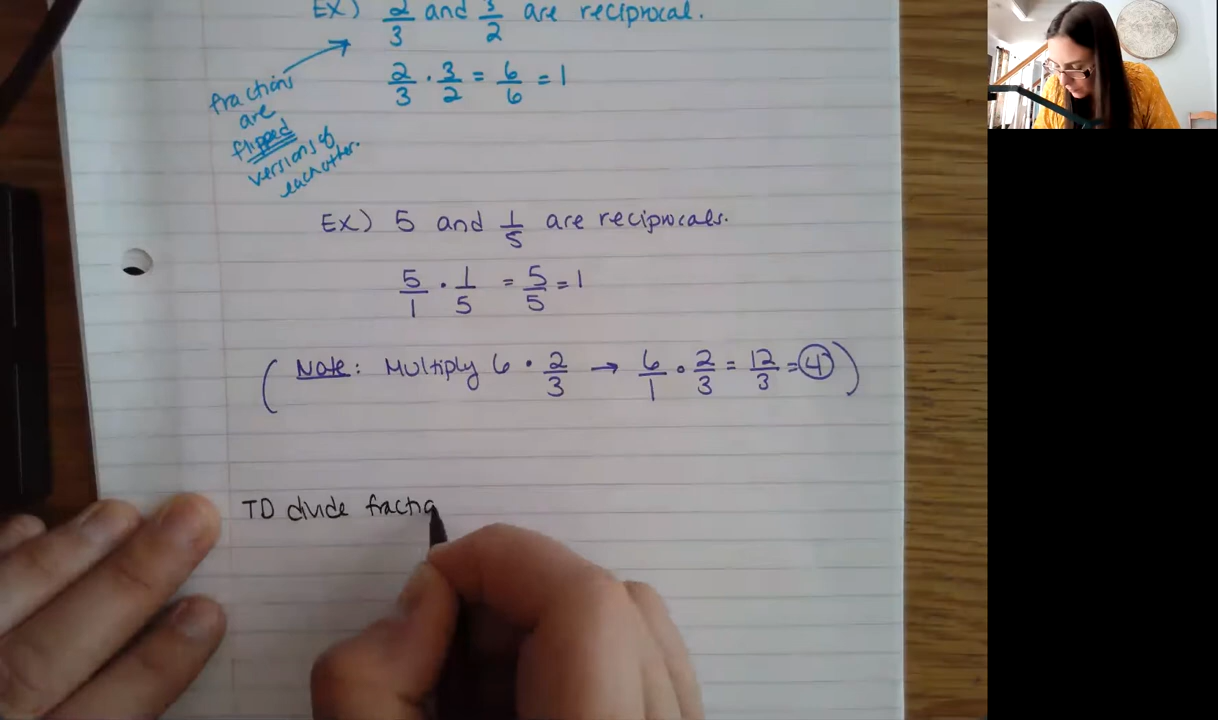 Ex) 2/3 and 3/2 are reciprocal.
2/3 · 3/2 = 6/6 = 1
fractions
are
flipped
versions of
each other.
Ex) 5 and 1/5 are reciprocals.
5/1 · 1/5 = 5/5 = 1
(Note: Multiply 6 · 2/3 → 6/1 · 2/3 = 12/3 = 4)
TO divide fractio